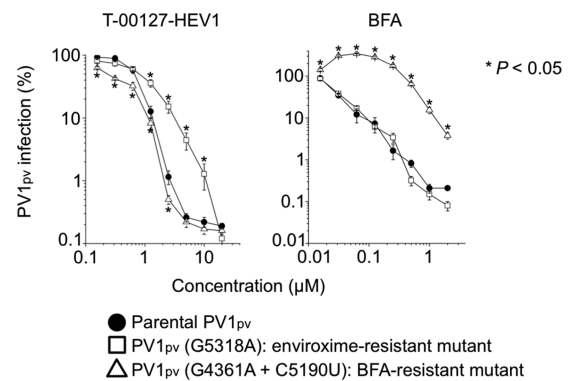 T-00127-HEV1 BFA
* P < 0.05
PV1pv infection (%)
100
10
1
0.1
100
10
1
0.1
0.01
0.1 1 10
0.01 0.1 1
Concentration (µM)
Parental PV1pv
PV1pv (G5318A): enviroxime-resistant mutant
PV1pv (G4361A + C5190U): BFA-resistant mutant